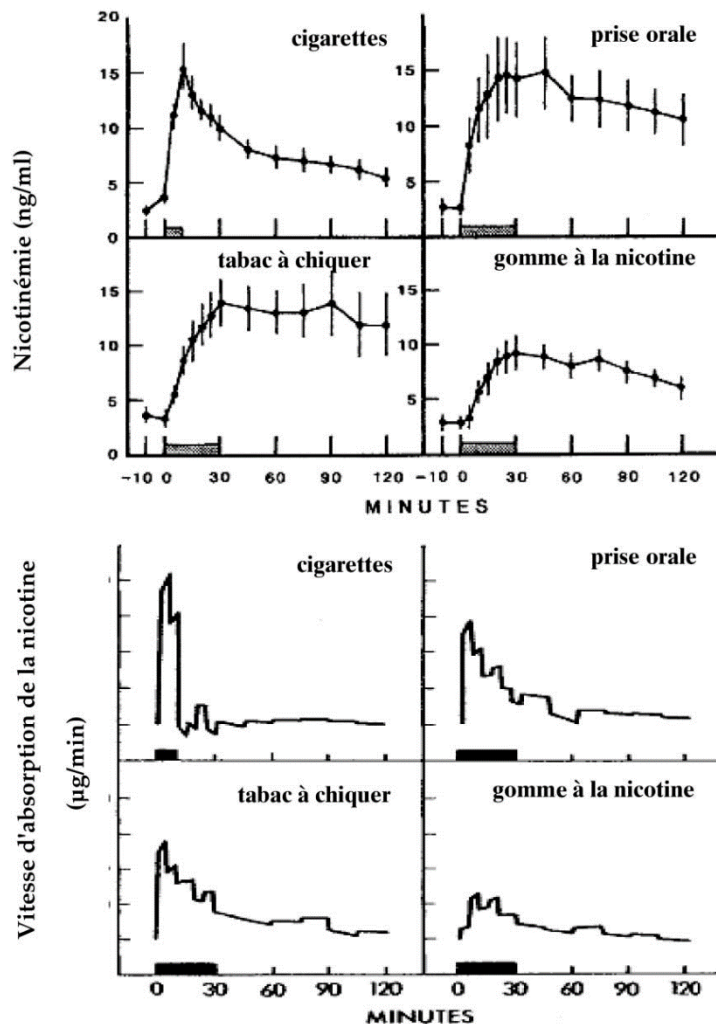 20
15
10
5
0
cigarettes
15
10
5
0
prise orale
15
10
5
0
tabac à chiquer
15
10
5
0
gomme à la nicotine
Nicotinémie (ng/ml)
−10 0 30 60 90 120 −10 0 30 60 90 120
MINUTES
cigarettes
prise orale
tabac à chiquer
gomme à la nicotine
Vitesse d'absorption de la nicotine
(µg/min)
0 30 60 90 120 0 30 60 90 120
MINUTES